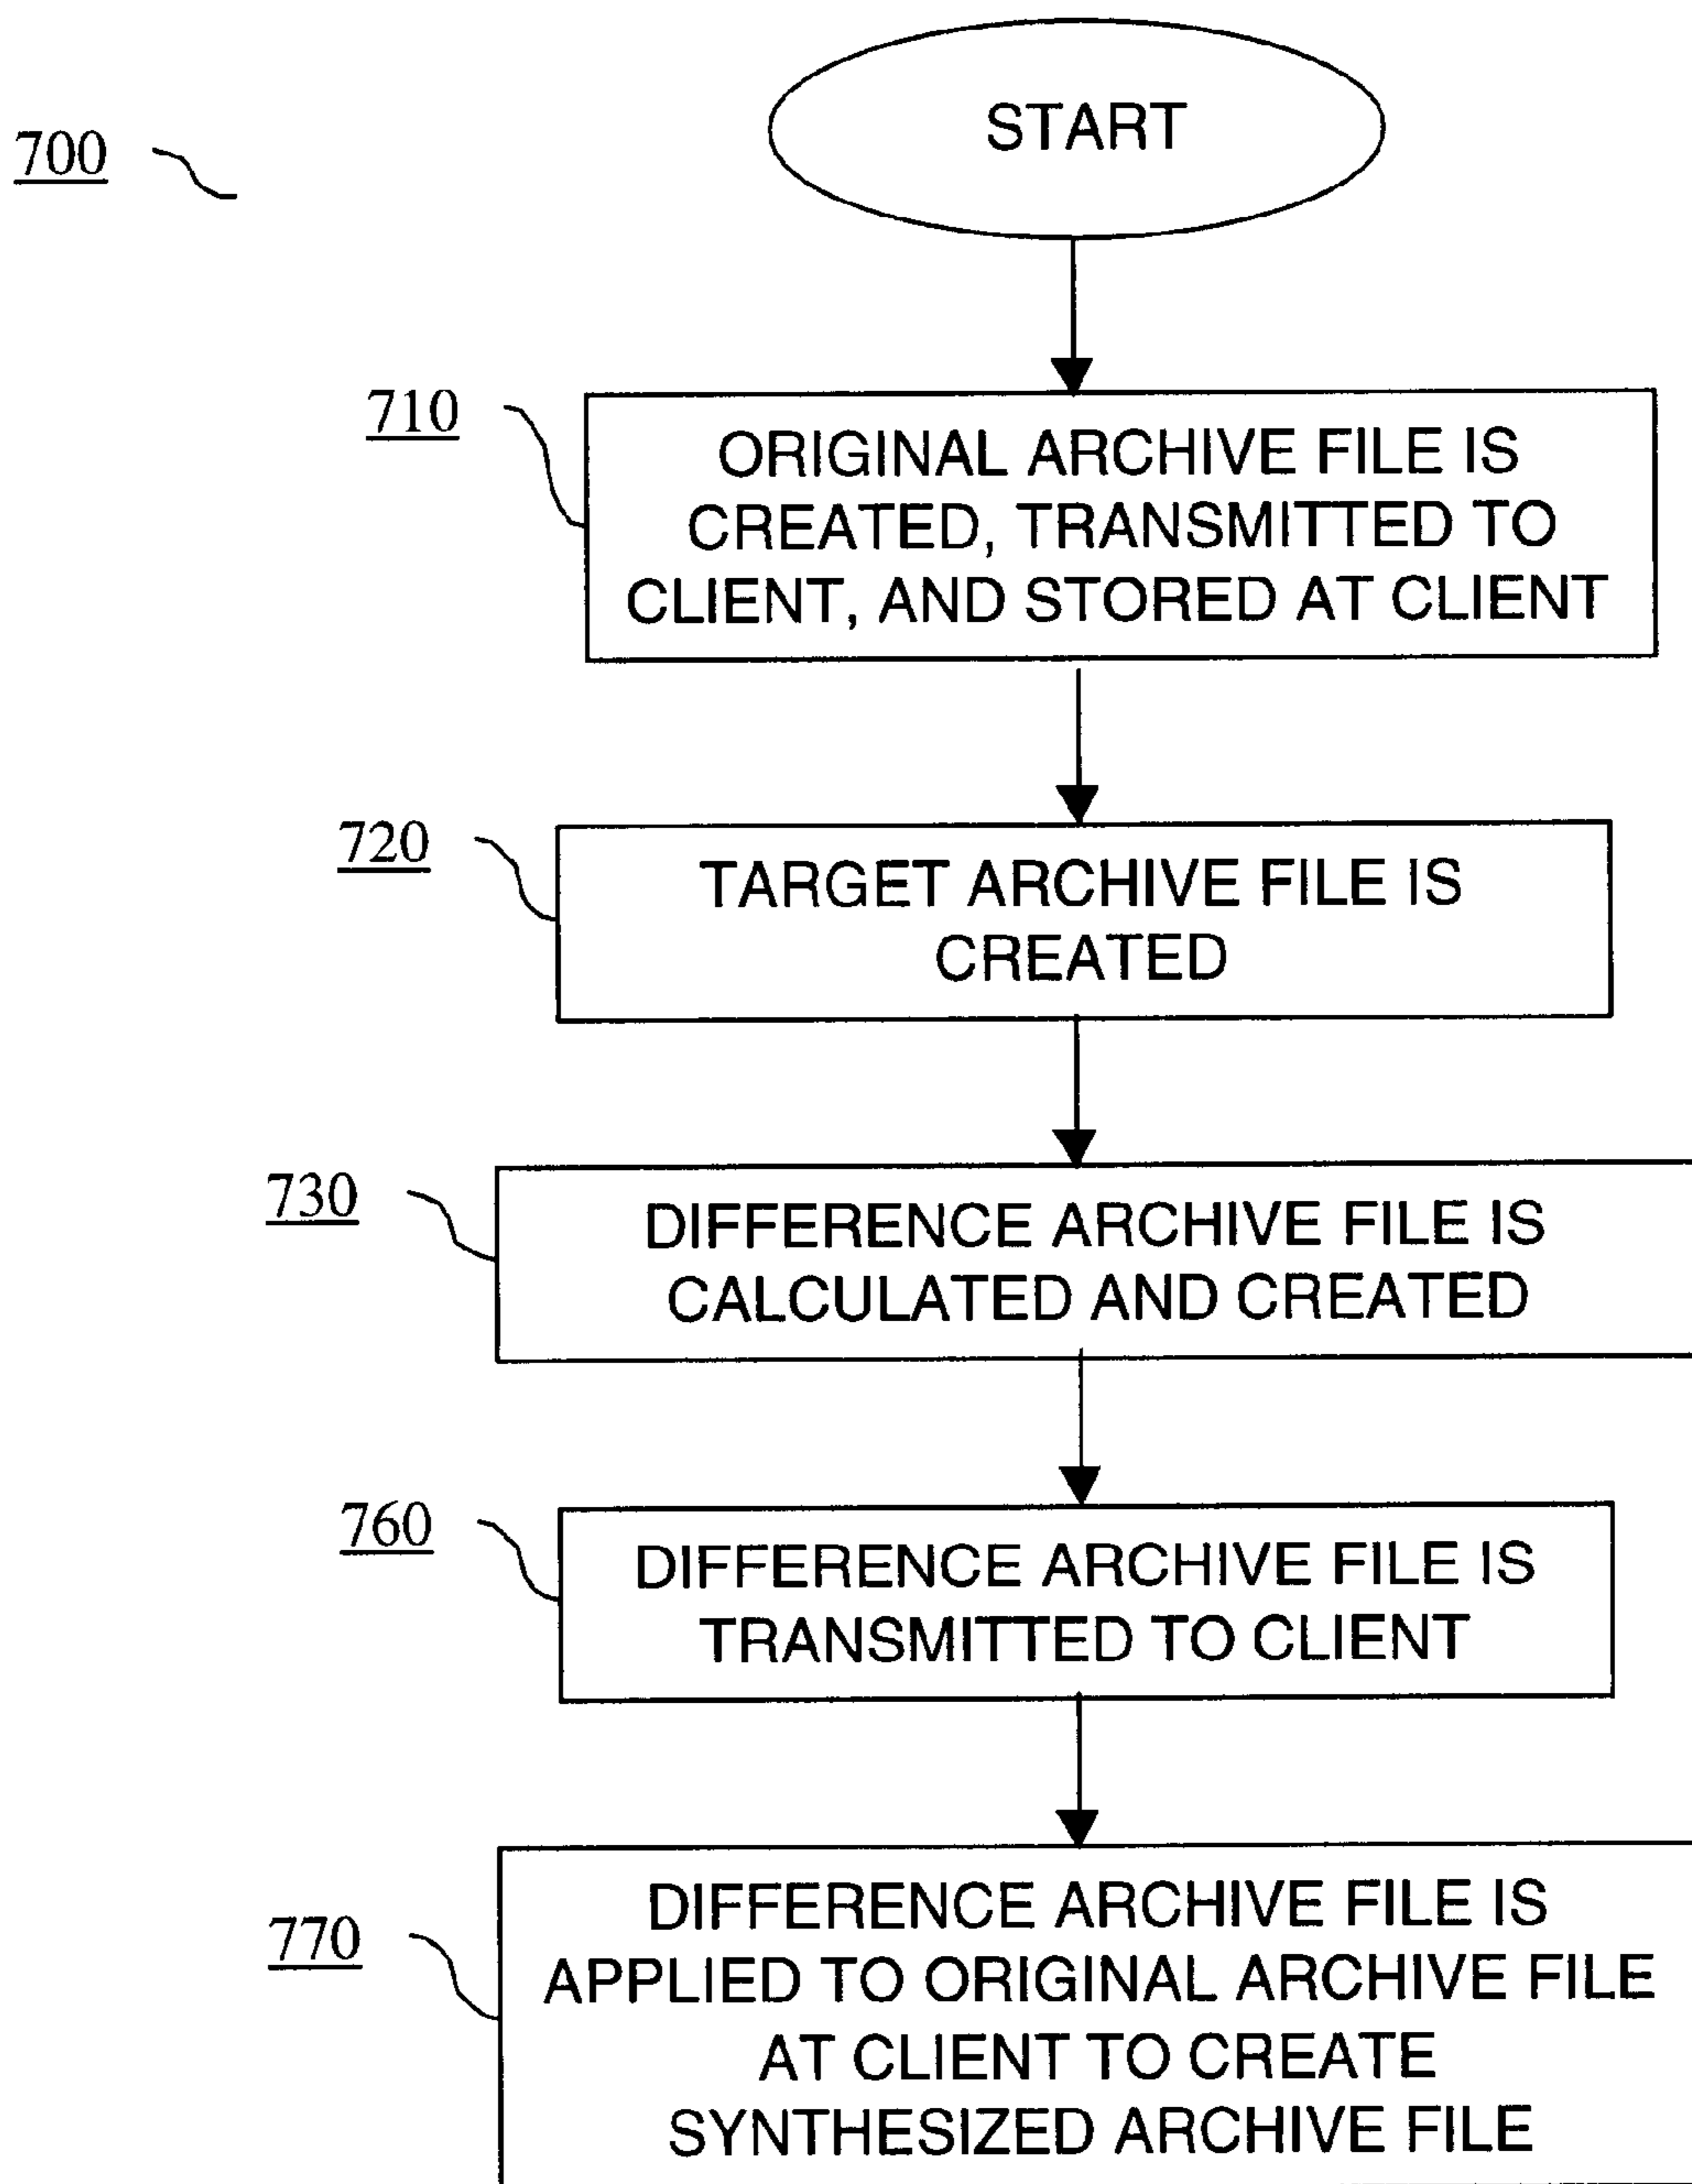 START
700
710
ORIGINAL ARCHIVE FILE IS
CREATED, TRANSMITTED TO
CLIENT, AND STORED AT CLIENT
720
TARGET ARCHIVE FILE IS
CREATED
730
DIFFERENCE ARCHIVE FILE IS
CALCULATED AND CREATED
760
DIFFERENCE ARCHIVE FILE IS
TRANSMITTED TO CLIENT
770
DIFFERENCE ARCHIVE FILE IS
APPLIED TO ORIGINAL ARCHIVE FILE
AT CLIENT TO CREATE
SYNTHESIZED ARCHIVE FILE